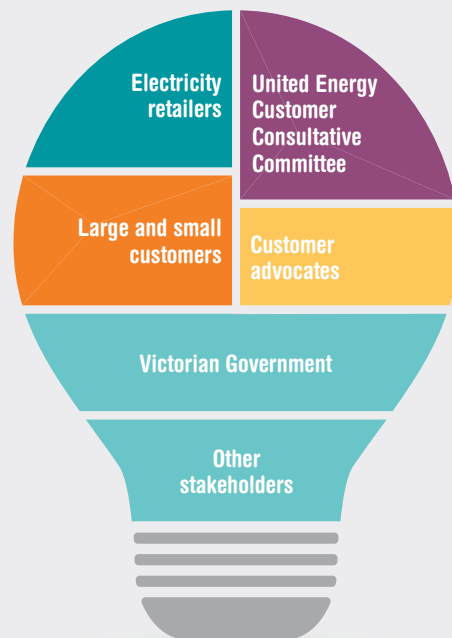 Electricity
retailers
United Energy
Customer
Consultative
Committee
Large and small
customers
Customer
advocates
Victorian Government
Other
stakeholders